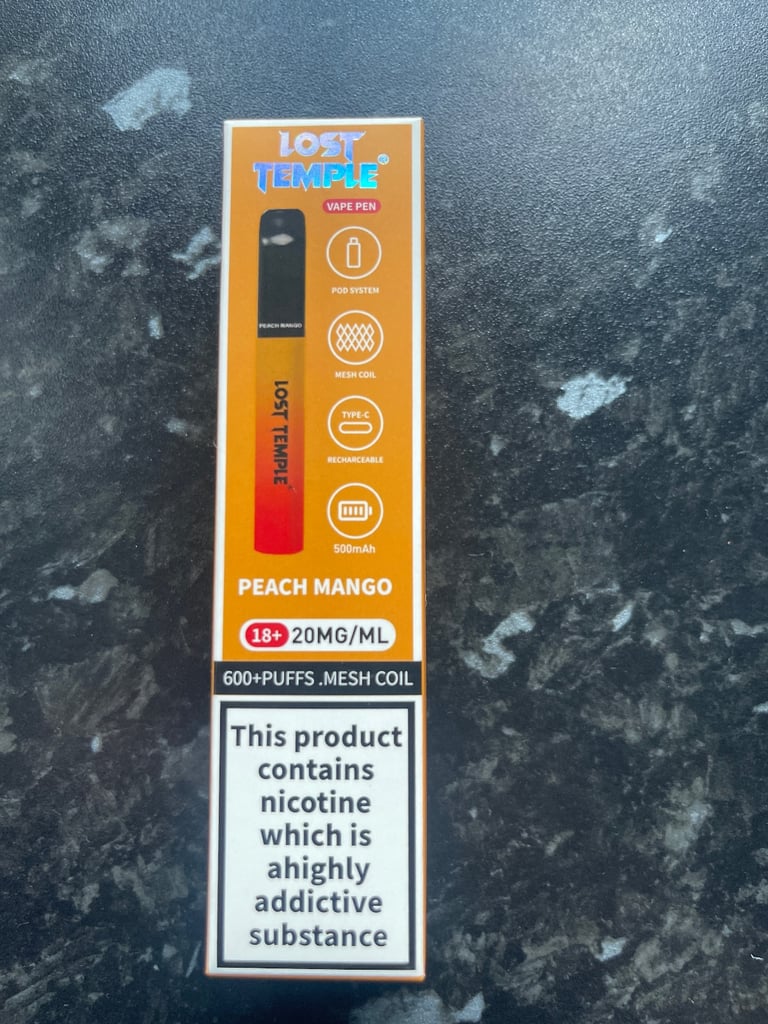 LOST
TEMPLE®
VAPE PEN
POD SYSTEM
PEACH MANGO
MESH COIL
TYPE-C
RECHARCEABLE
LOST TEMPLE
500mAh
PEACH MANGO
18+ 20MG/ML
600+PUFFS .MESH COIL
This product
contains
nicotine
which is
ahighly
addictive
substance